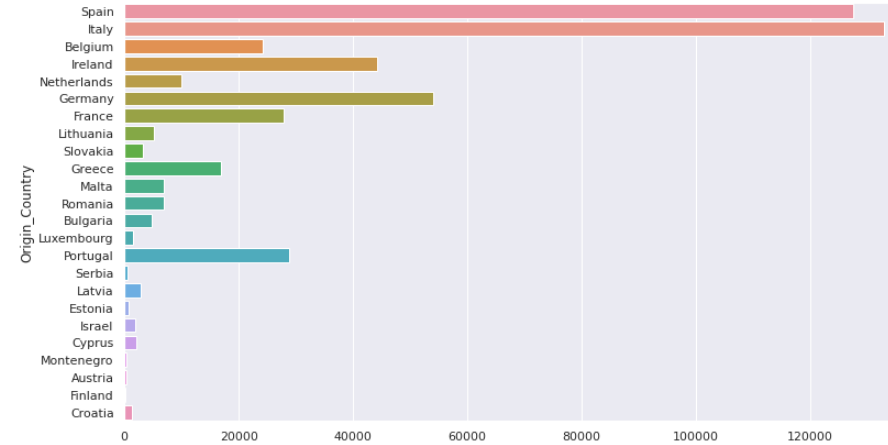 Spain
Italy
Belgium
Ireland
Netherlands
Germany
France
Lithuania
Slovakia
Greece
Malta
Romania
Bulgaria
Luxembourg
Portugal
Serbia
Latvia
Estonia
Israel
Cyprus
Montenegro
Austria
Finland
Croatia
Origin_Country
0 20000 40000 60000 80000 100000 120000